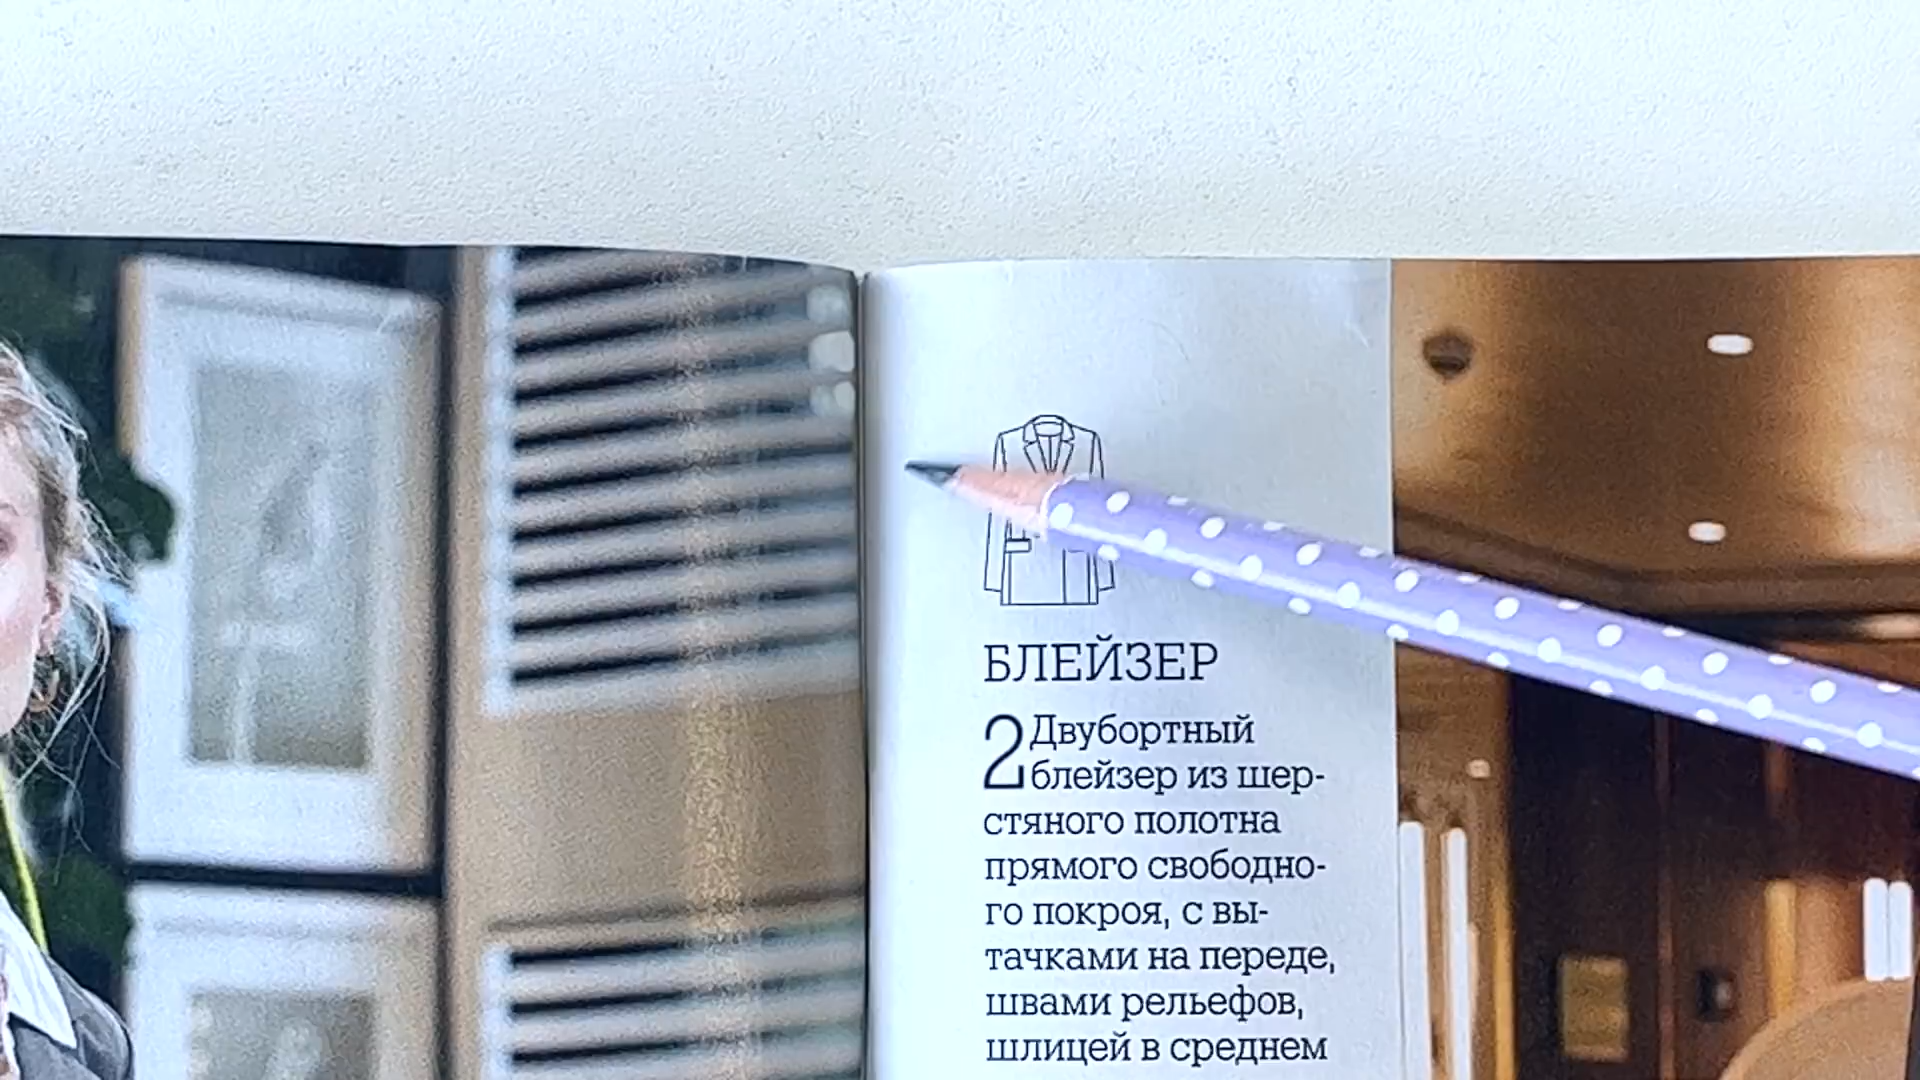 БЛЕЙЗЕР
2 Двубортный
блейзер из шер-
стяного полотна
прямого свободно-
го покроя, с вы-
тачками на переде,
швами рельефов,
шлицей в среднем